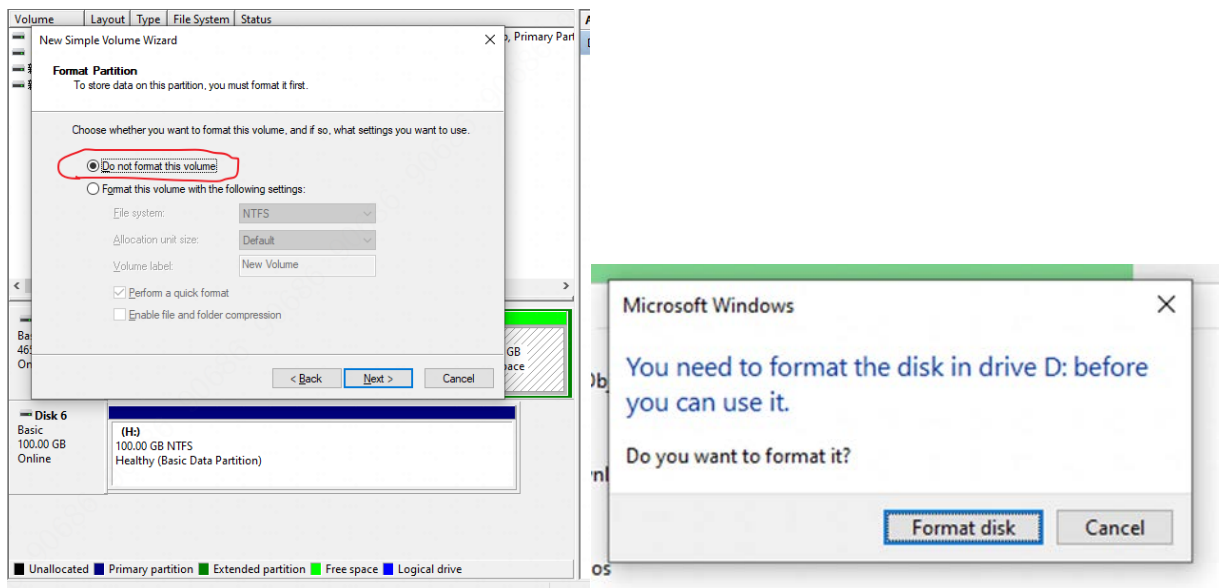 Volume Layout Type File System Status
New Simple Volume Wizard
, Primary Part
Format Partition
To store data on this partition, you must format it first.
Choose whether you want to format this volume, and if so, what settings you want to use.
Do not format this volume
Format this volume with the following settings:
File system: NTFS
Allocation unit size: Default
Volume label: New Volume
Perform a quick format
Enable file and folder compression
< Back Next > Cancel
GB
Disk 6
Basic
100.00 GB
Online
(H:)
100.00 GB NTFS
Healthy (Basic Data Partition)
Unallocated Primary partition Extended partition Free space Logical drive
Microsoft Windows
You need to format the disk in drive D: before
you can use it.
Do you want to format it?
Format disk Cancel